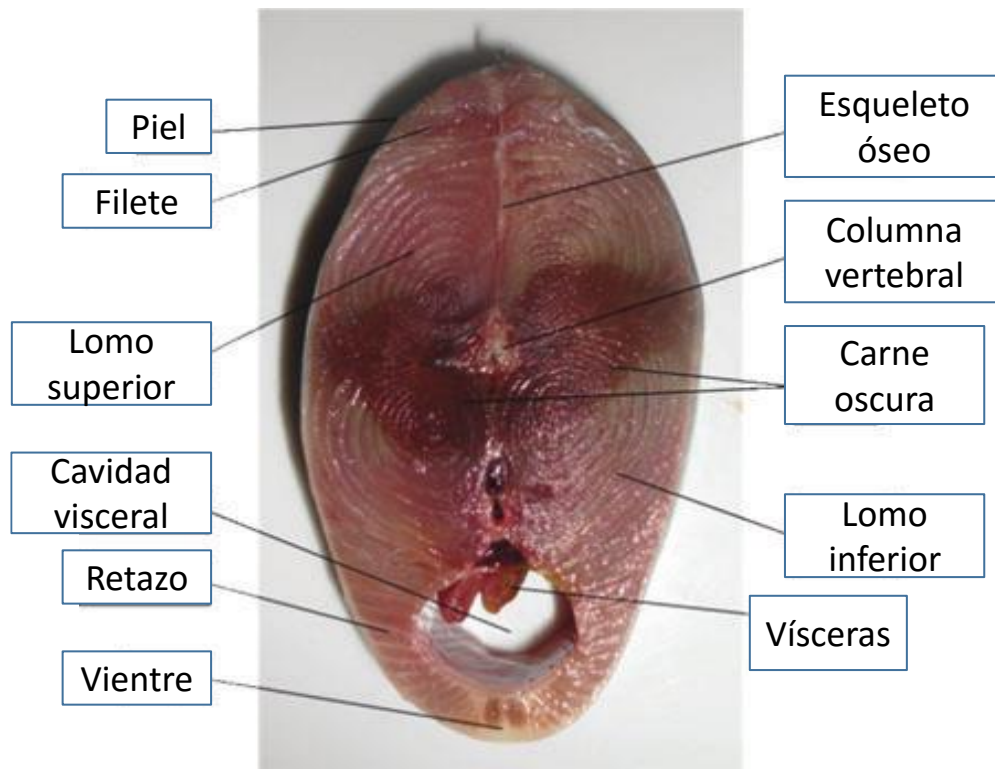 Piel
Filete
Lomo
superior
Cavidad
visceral
Retazo
Vientre
Esqueleto
óseo
Columna
vertebral
Carne
oscura
Lomo
inferior
Vísceras